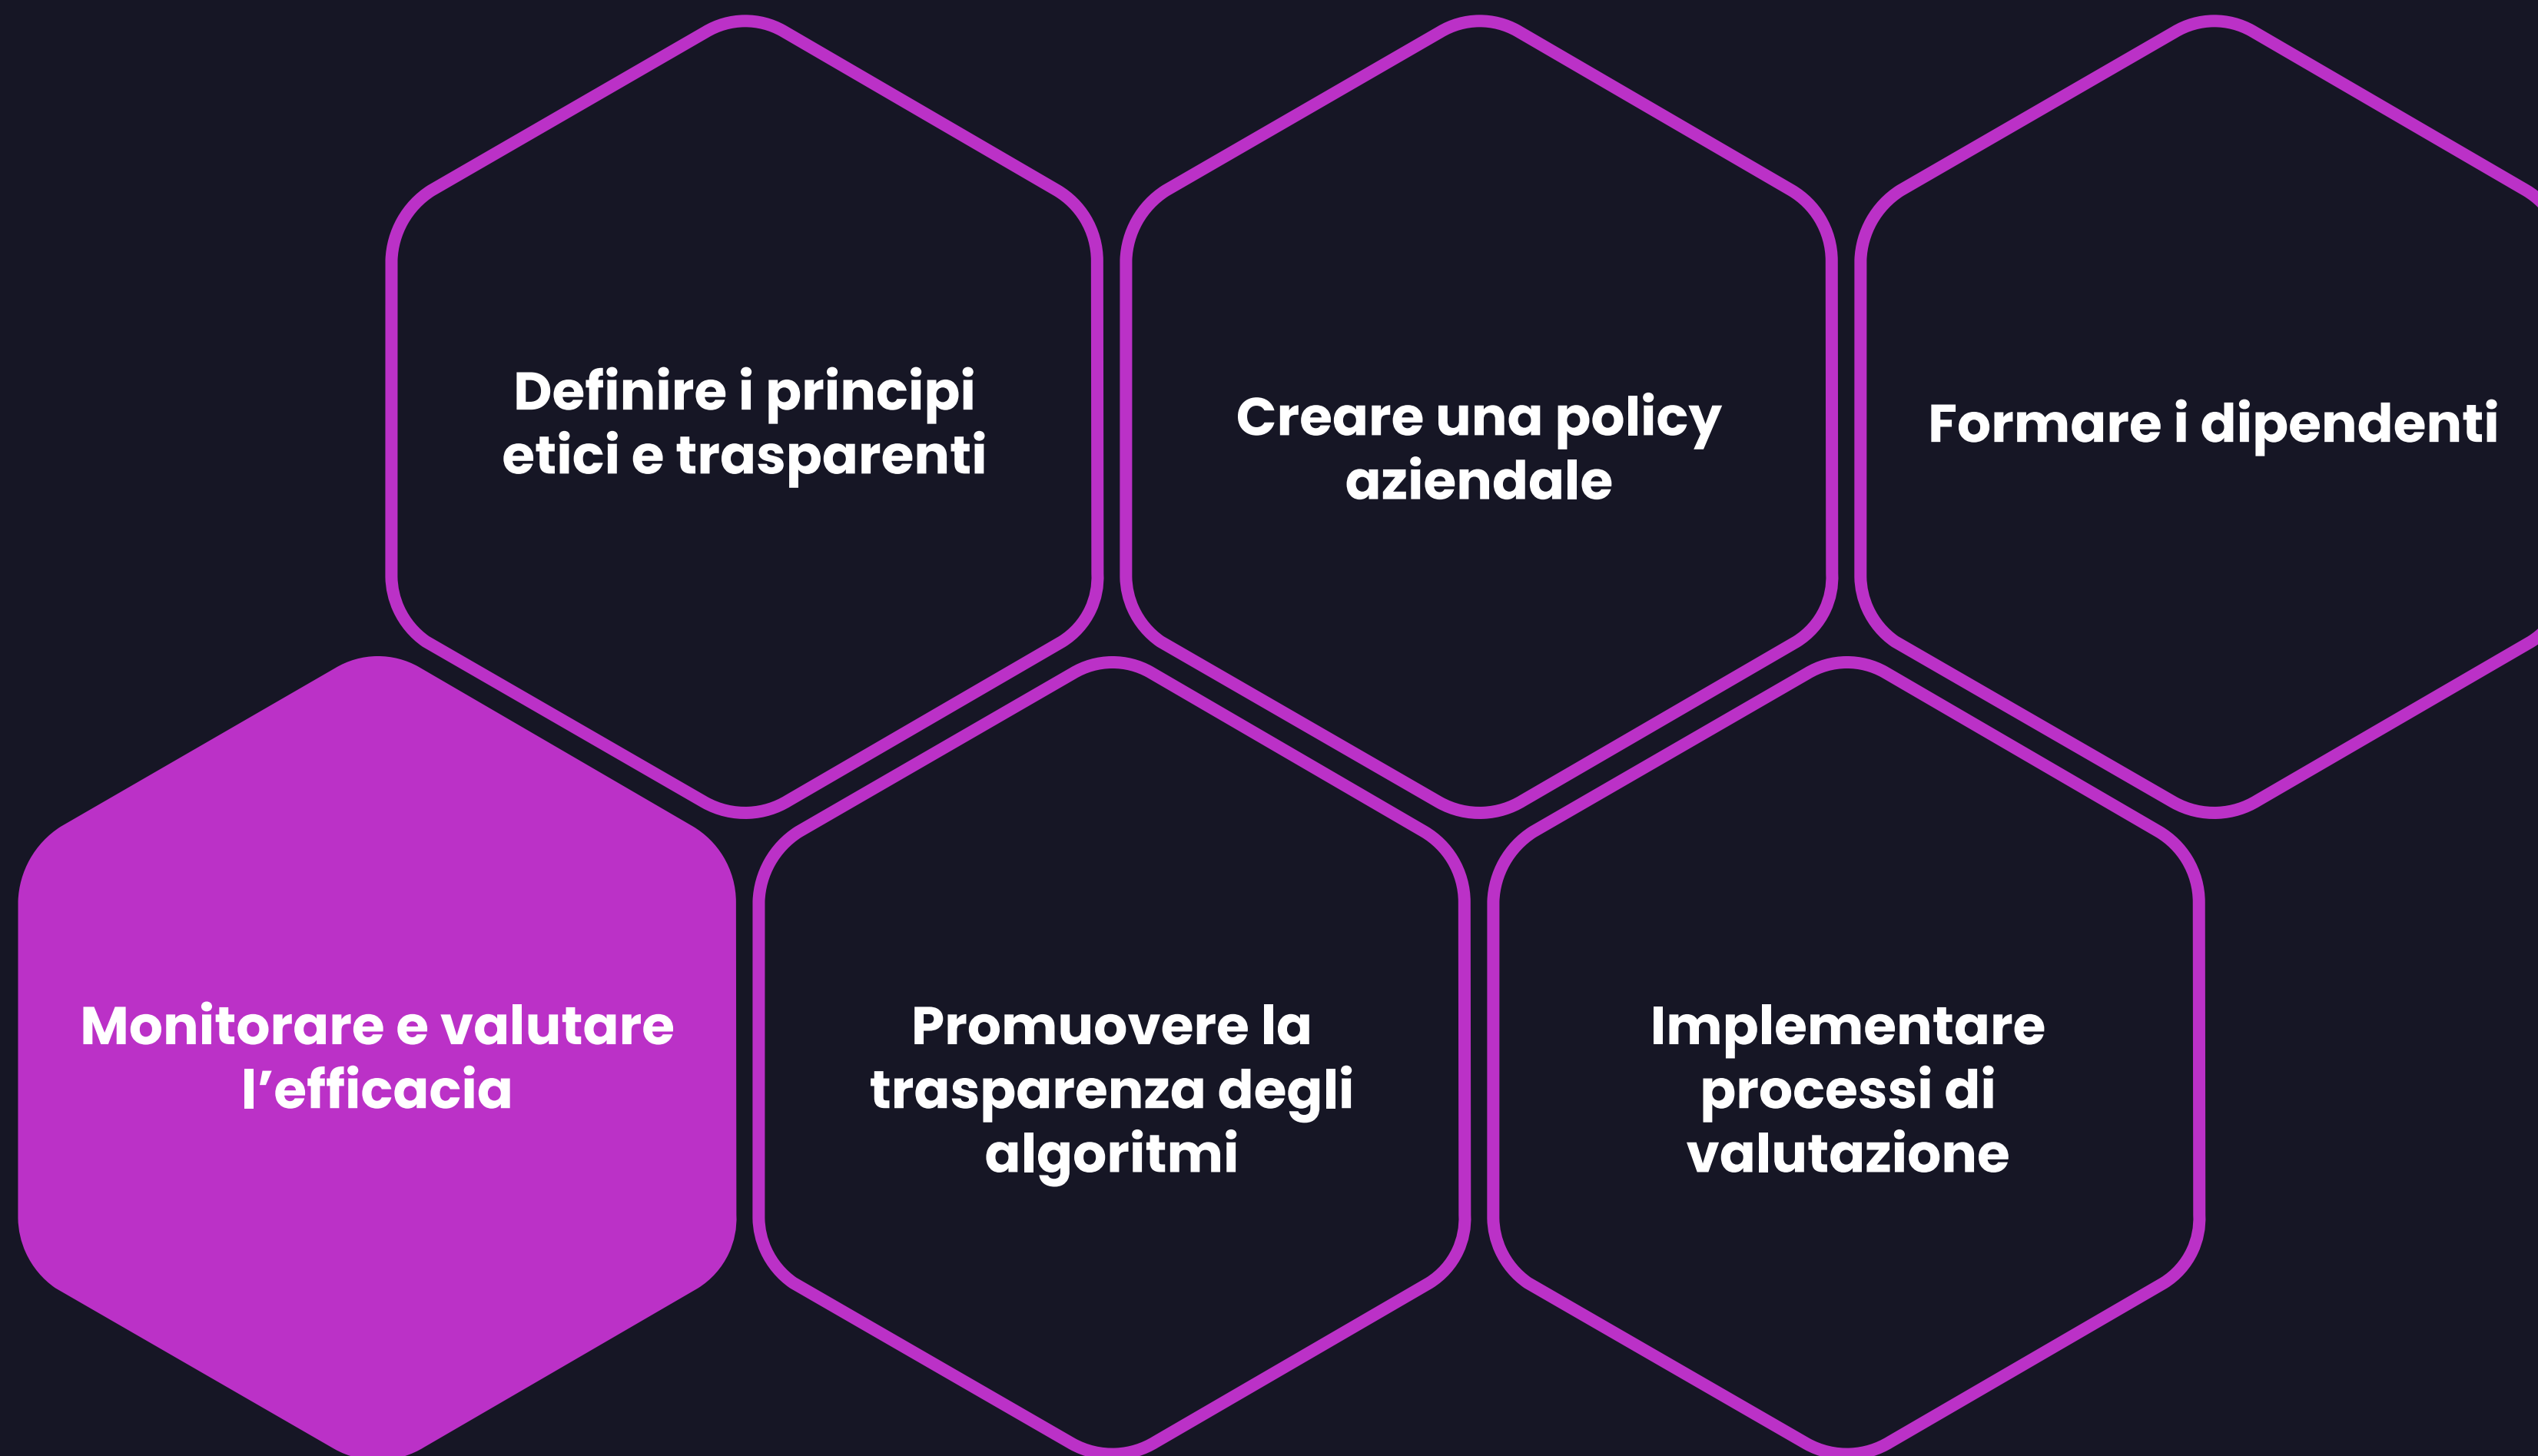 Definire i principi
etici e trasparenti
Creare una policy
aziendale
Formare i dipendenti
Monitorare e valutare
l’efficacia
Promuovere la
trasparenza degli
algoritmi
Implementare
processi di
valutazione